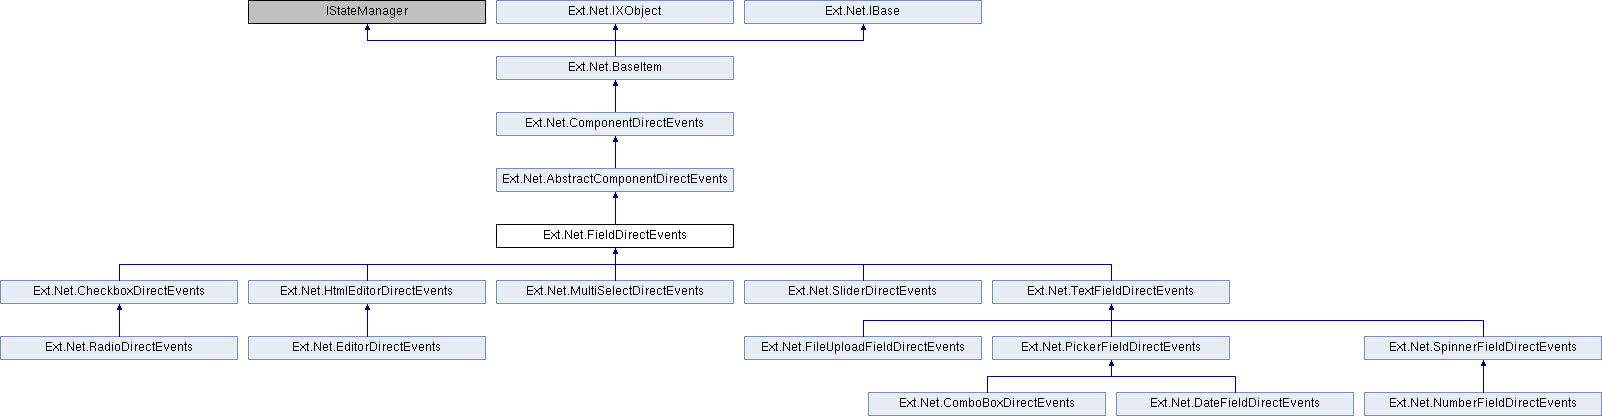 IStateManager
Ext.Net.IXObject
Ext.Net.IBase
Ext.Net.BaseItem
Ext.Net.ComponentDirectEvents
Ext.Net.AbstractComponentDirectEvents
Ext.Net.FieldDirectEvents
Ext.Net.CheckboxDirectEvents
Ext.Net.HtmlEditorDirectEvents
Ext.Net.MultiSelectDirectEvents
Ext.Net.SliderDirectEvents
Ext.Net.TextFieldDirectEvents
Ext.Net.RadioDirectEvents
Ext.Net.EditorDirectEvents
Ext.Net.FileUploadFieldDirectEvents
Ext.Net.PickerFieldDirectEvents
Ext.Net.SpinnerFieldDirectEvents
Ext.Net.ComboBoxDirectEvents
Ext.Net.DateFieldDirectEvents
Ext.Net.NumberFieldDirectEvents